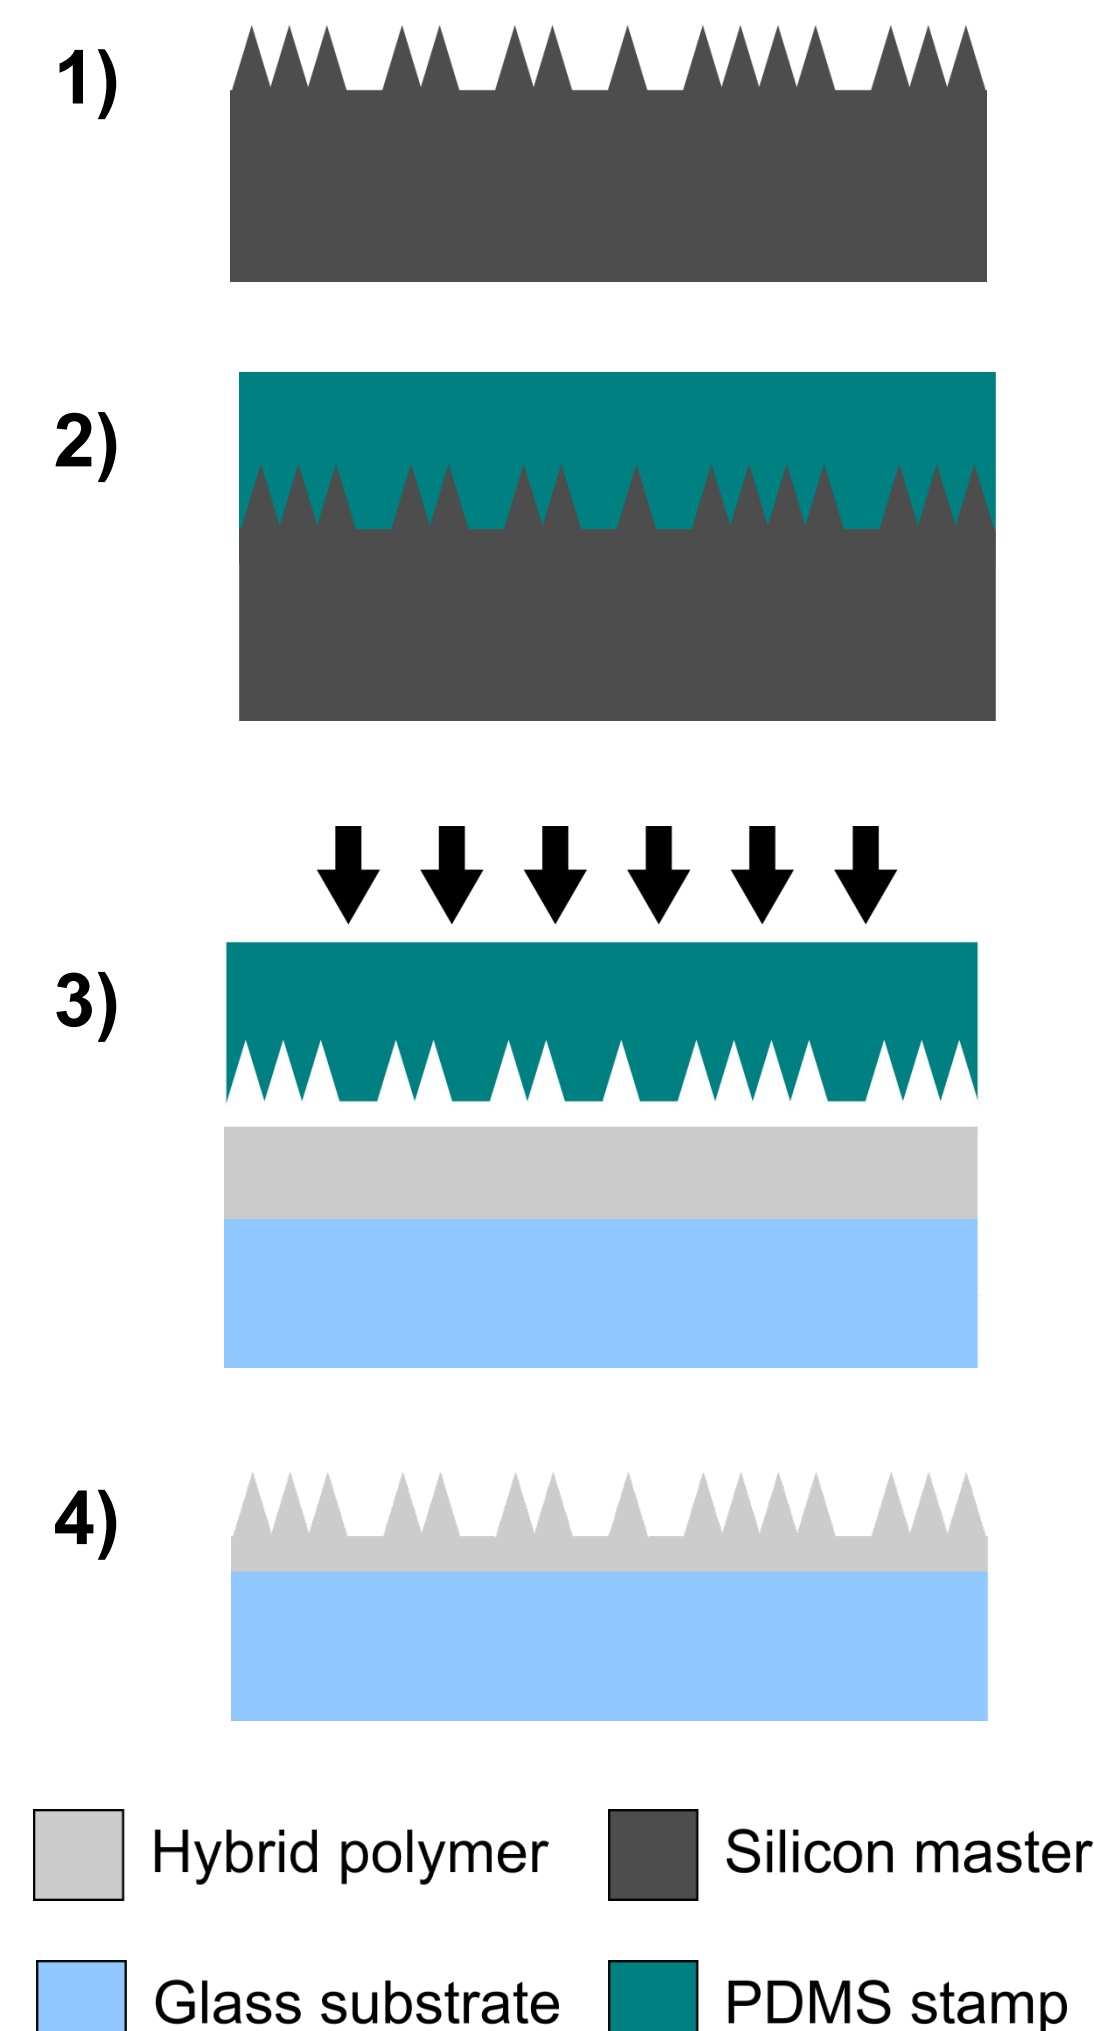 1)
2)
3)
4)
Hybrid polymer
Silicon master
Glass substrate
PDMS stamp